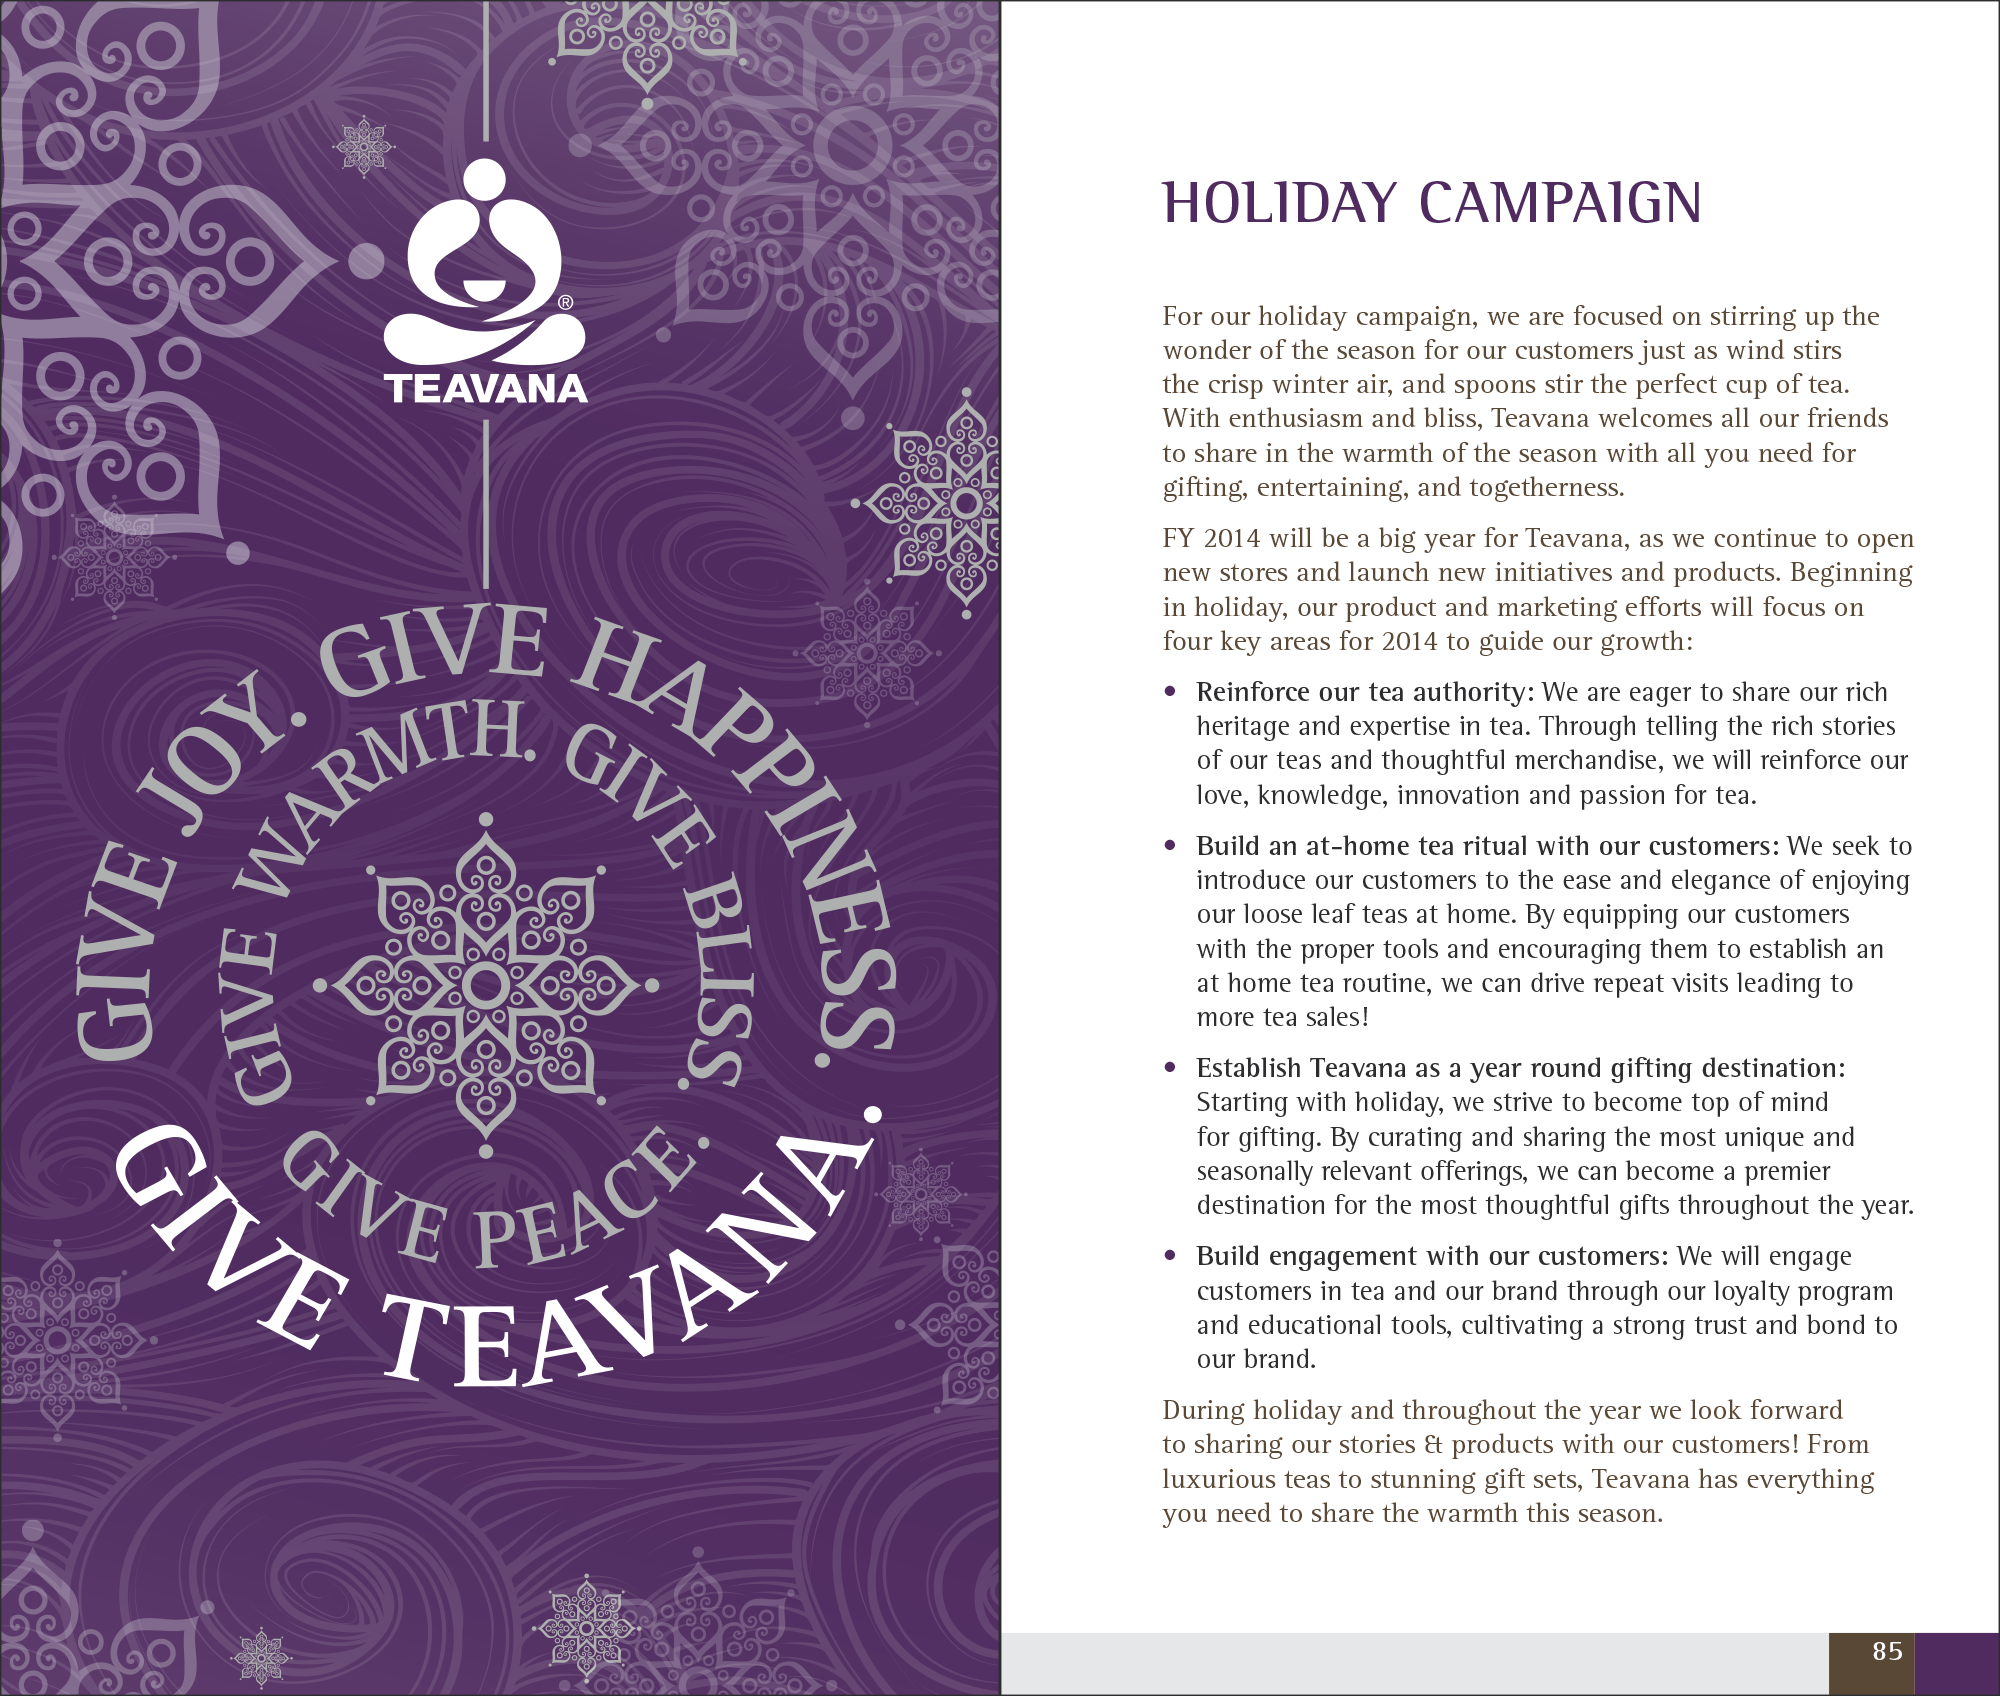 ®
TEAVANA
GIVE JOY. GIVE HAPPINESS.
GIVE WARMTH. GIVE BLISS.
GIVE PEACE.
GIVE TEAVANA.
HOLIDAY CAMPAIGN
For our holiday campaign, we are focused on stirring up the
wonder of the season for our customers just as wind stirs
the crisp winter air, and spoons stir the perfect cup of tea.
With enthusiasm and bliss, Teavana welcomes all our friends
to share in the warmth of the season with all you need for
gifting, entertaining, and togetherness.
FY 2014 will be a big year for Teavana, as we continue to open
new stores and launch new initiatives and products. Beginning
in holiday, our product and marketing efforts will focus on
four key areas for 2014 to guide our growth:
• Reinforce our tea authority: We are eager to share our rich
heritage and expertise in tea. Through telling the rich stories
of our teas and thoughtful merchandise, we will reinforce our
love, knowledge, innovation and passion for tea.
• Build an at-home tea ritual with our customers: We seek to
introduce our customers to the ease and elegance of enjoying
our loose leaf teas at home. By equipping our customers
with the proper tools and encouraging them to establish an
at home tea routine, we can drive repeat visits leading to
more tea sales!
• Establish Teavana as a year round gifting destination:
Starting with holiday, we strive to become top of mind
for gifting. By curating and sharing the most unique and
seasonally relevant offerings, we can become a premier
destination for the most thoughtful gifts throughout the year.
• Build engagement with our customers: We will engage
customers in tea and our brand through our loyalty program
and educational tools, cultivating a strong trust and bond to
our brand.
During holiday and throughout the year we look forward
to sharing our stories & products with our customers! From
luxurious teas to stunning gift sets, Teavana has everything
you need to share the warmth this season.
85